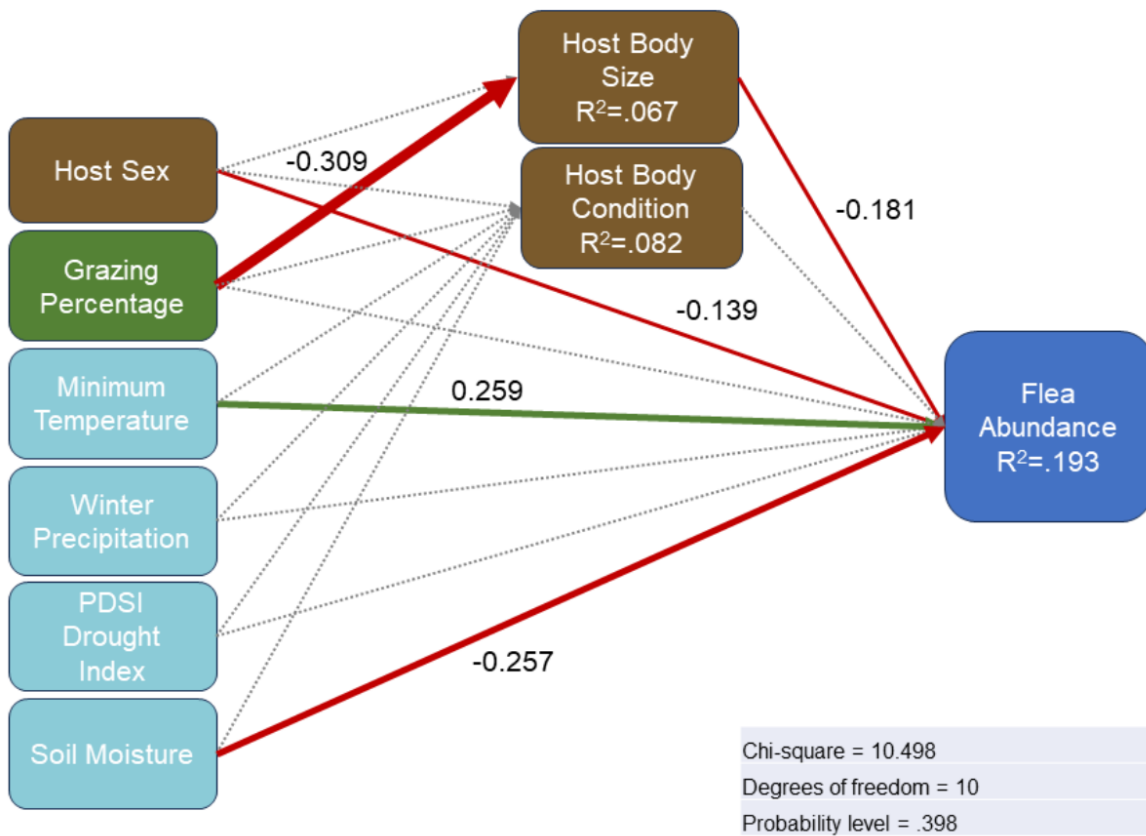 Host Body
Size
R²=.067
Host Sex
-0.309
Host Body
Condition
R²=.082
-0.181
Grazing
Percentage
-0.139
Minimum
Temperature
0.259
Flea
Abundance
R²=.193
Winter
Precipitation
PDSI
Drought
Index
-0.257
Soil Moisture
Chi-square = 10.498
Degrees of freedom = 10
Probability level = .398